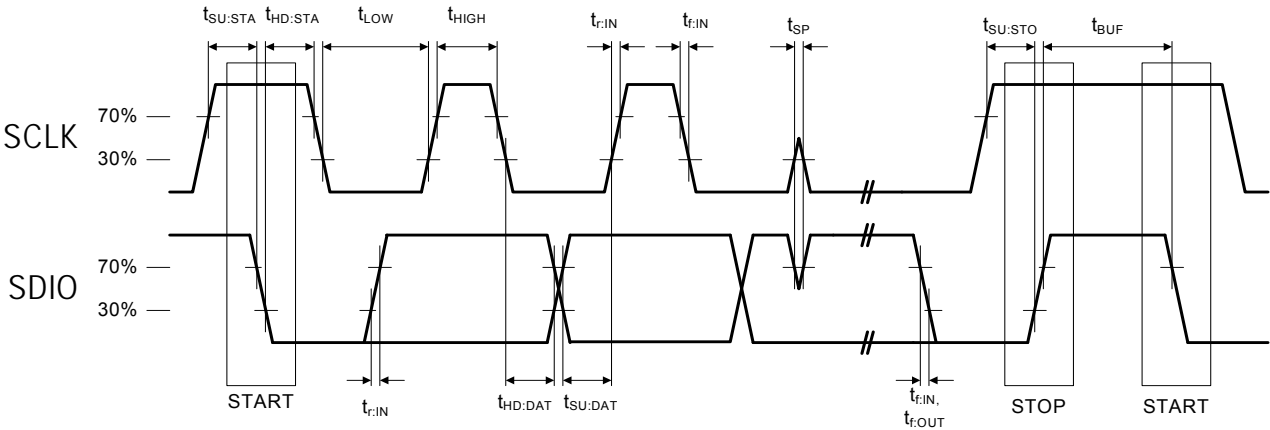 tSU:STA tHD:STA tLOW tHIGH tr:IN tf:IN tSP tSU:STO tBUF
SCLK
70%
30%
SDIO
70%
30%
START tr:IN tHD:DAT tSU:DAT tf:IN, STOP START
tf:OUT